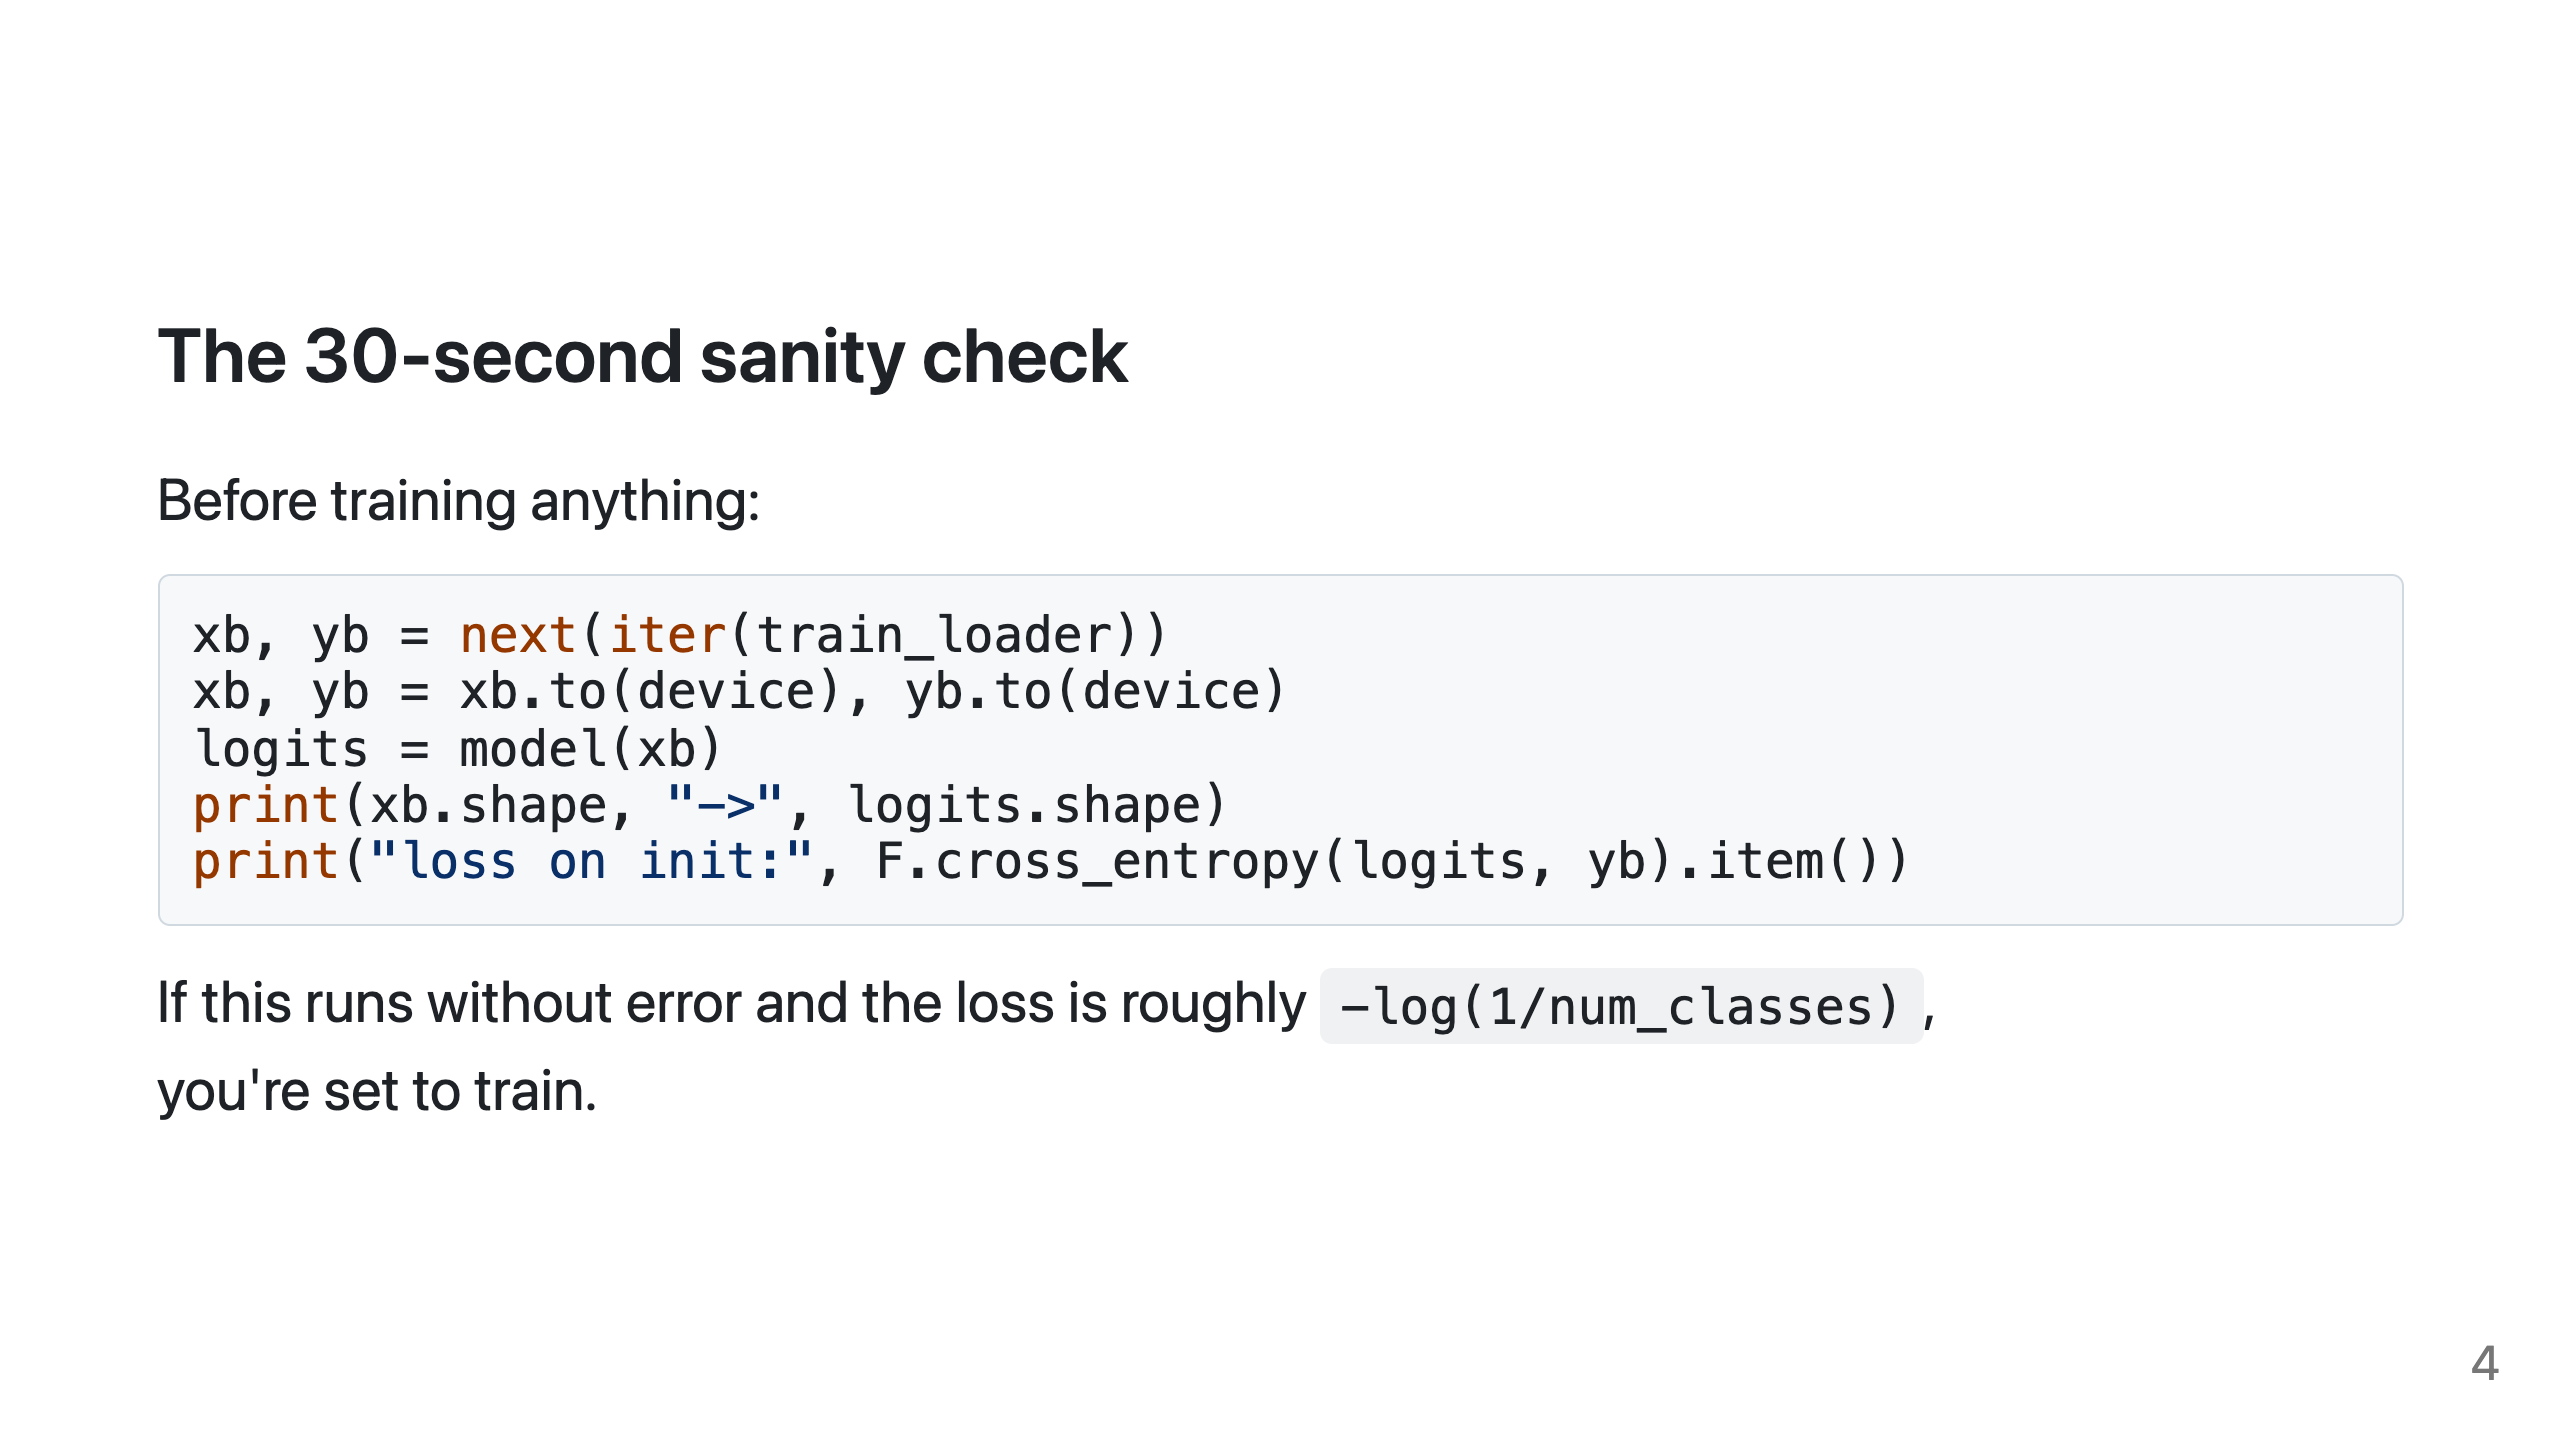 The 30-second sanity check
Before training anything:
xb, yb = next(iter(train_loader))
xb, yb = xb.to(device), yb.to(device)
logits = model(xb)
print(xb.shape, "->", logits.shape)
print("loss on init:", F.cross_entropy(logits, yb).item())
If this runs without error and the loss is roughly -log(1/num_classes),
you're set to train.
4